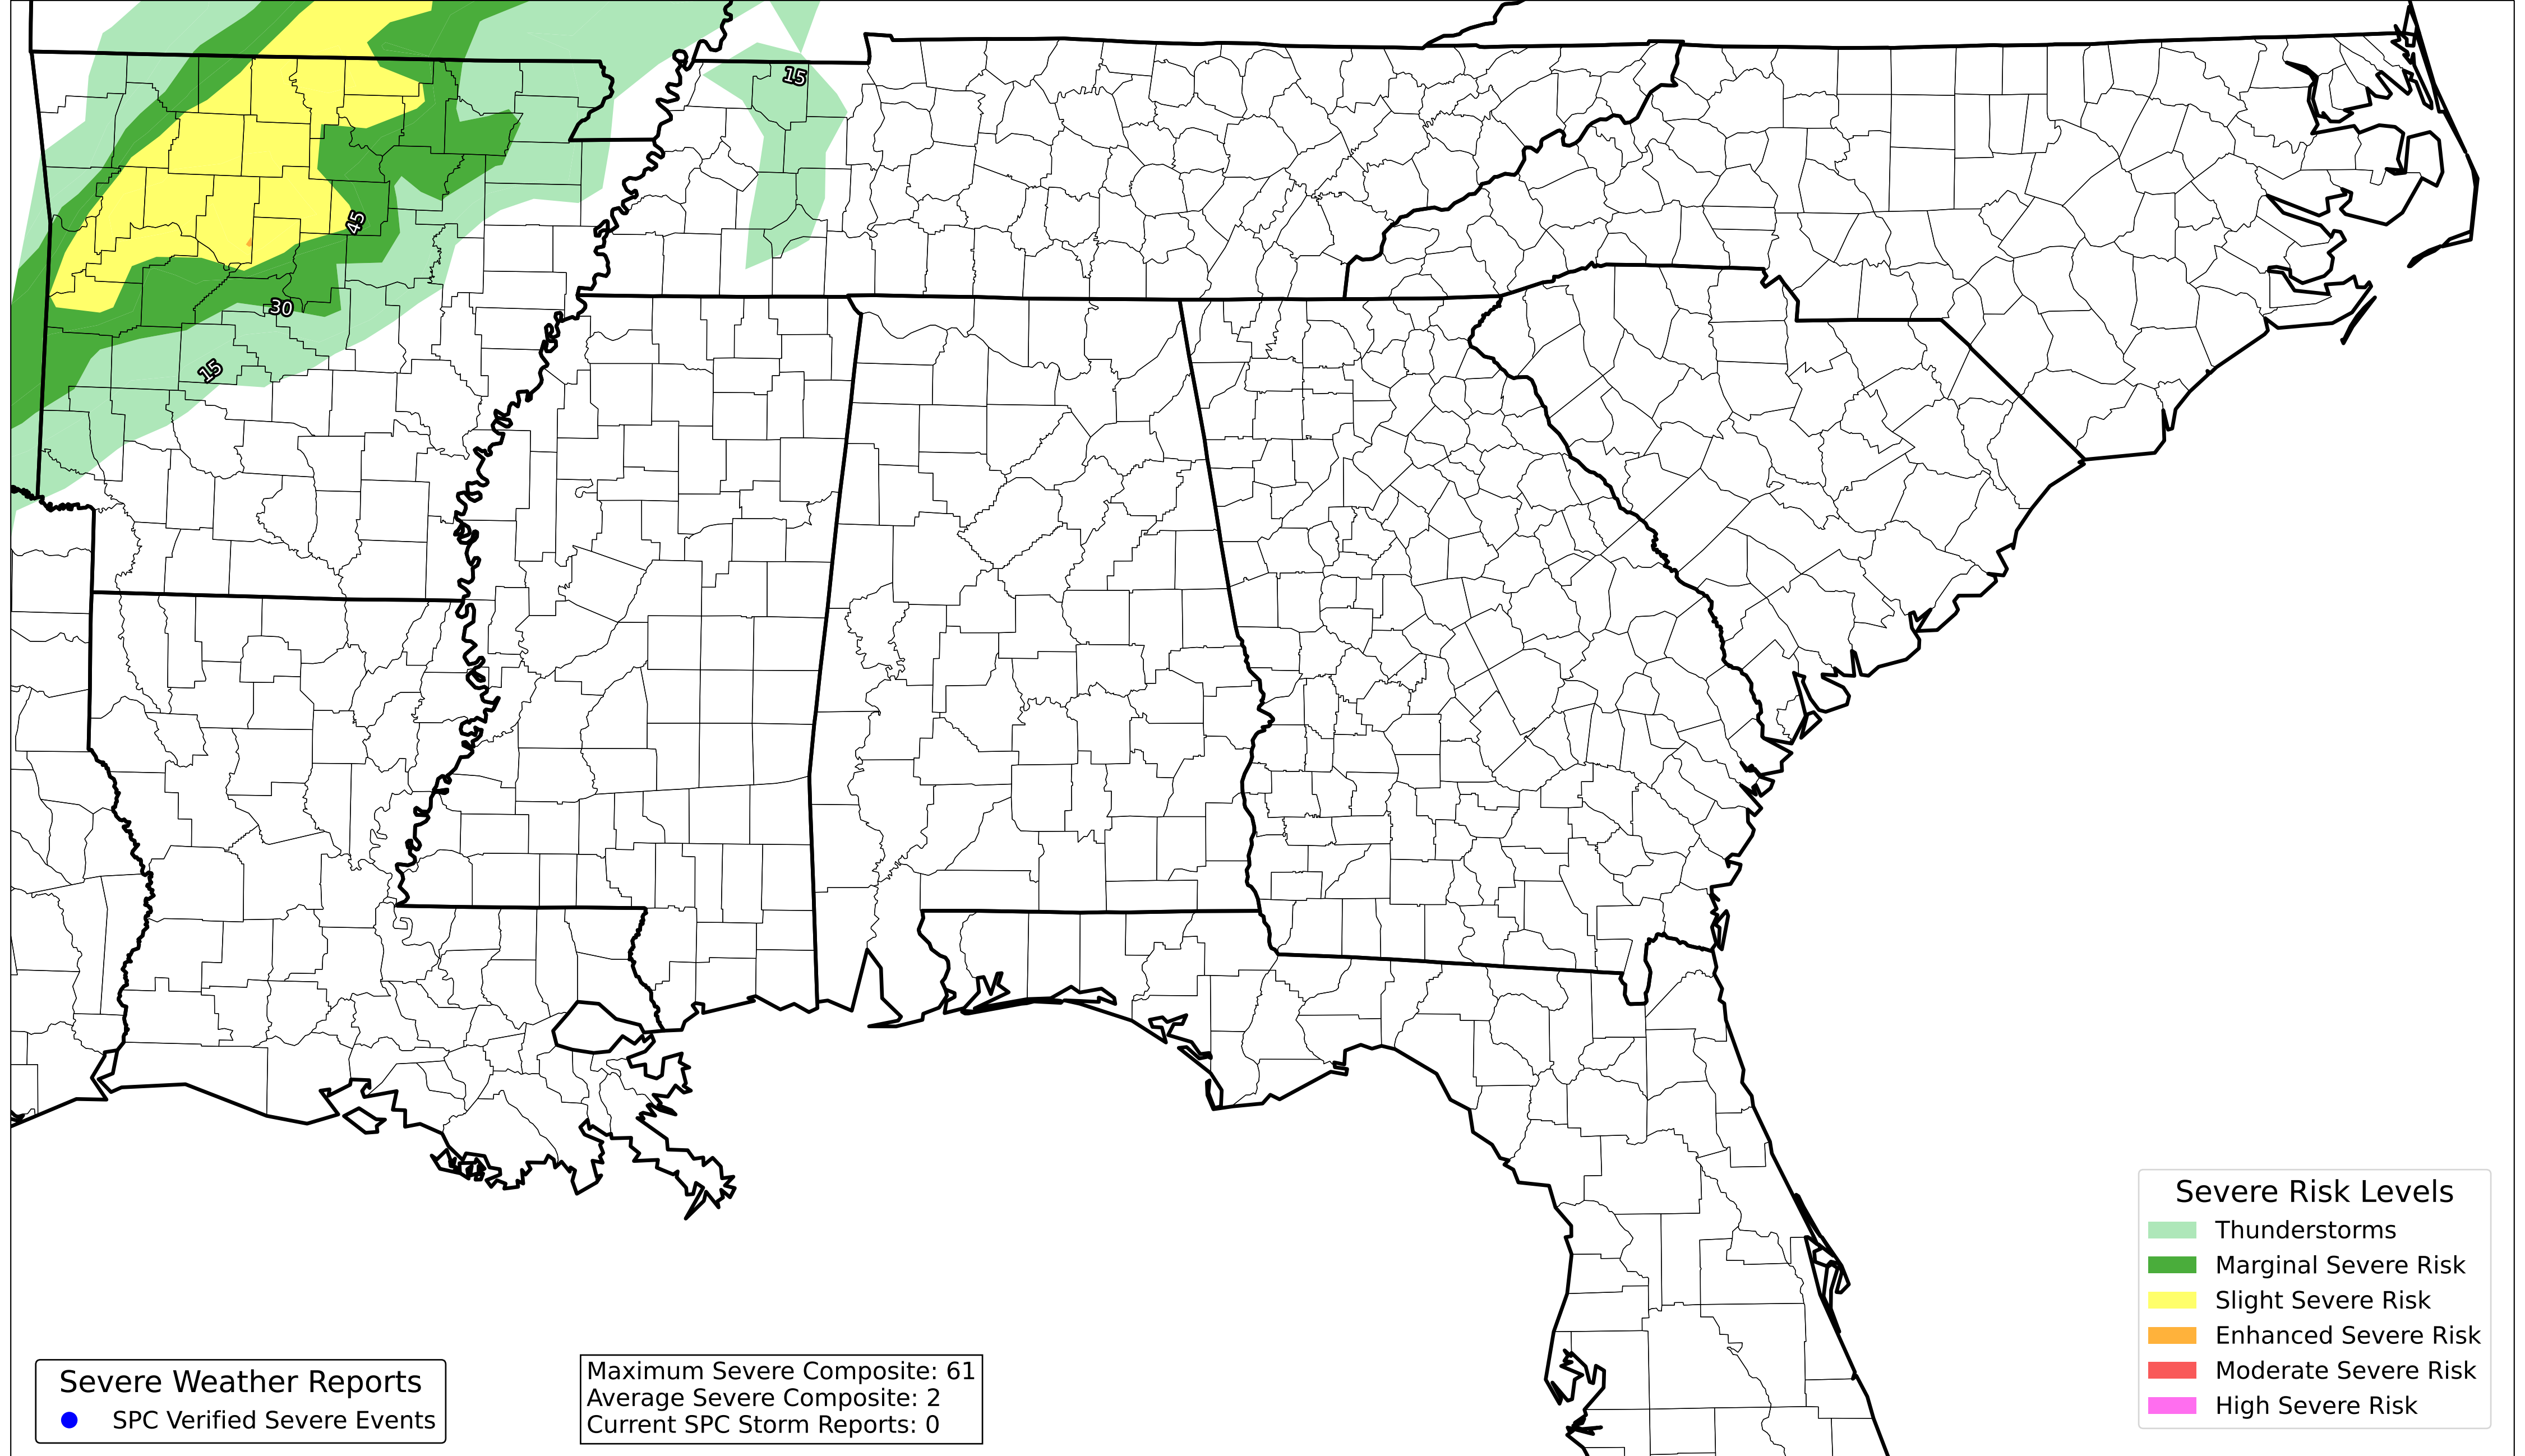 15
45
30
15
Severe Risk Levels
Thunderstorms
Marginal Severe Risk
Slight Severe Risk
Enhanced Severe Risk
Moderate Severe Risk
High Severe Risk
Severe Weather Reports
SPC Verified Severe Events
Maximum Severe Composite: 61
Average Severe Composite: 2
Current SPC Storm Reports: 0